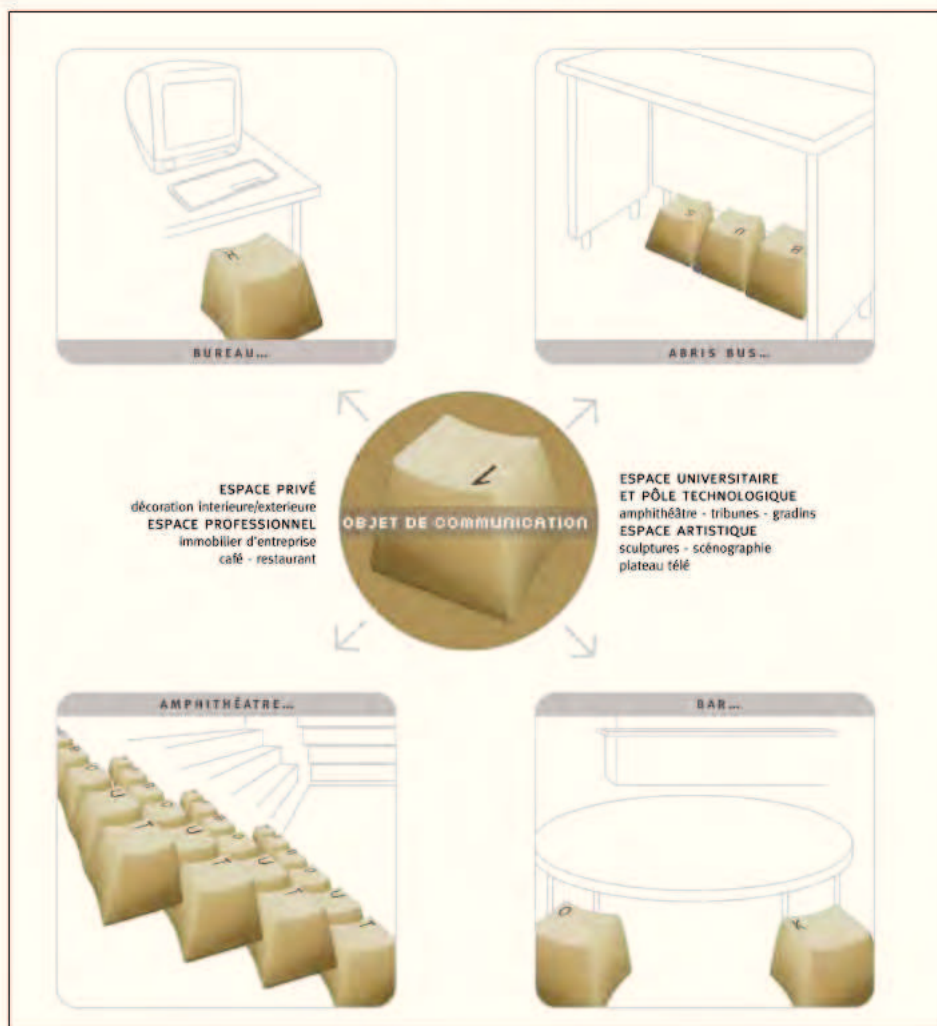 K
BUREAU...
S U B
ABRIS BUS...
ESPACE PRIVÉ
décoration interieure/exterieure
ESPACE PROFESSIONNEL
immobilier d'entreprise
café - restaurant
OBJET DE COMMUNICATION
ESPACE UNIVERSITAIRE
ET PÔLE TECHNOLOGIQUE
amphithéâtre - tribunes - gradins
ESPACE ARTISTIQUE
sculptures - scénographie
plateau télé
AMPHITHÉATRE...
U
T
U
T
U
T
U
T
BAR...
O
K